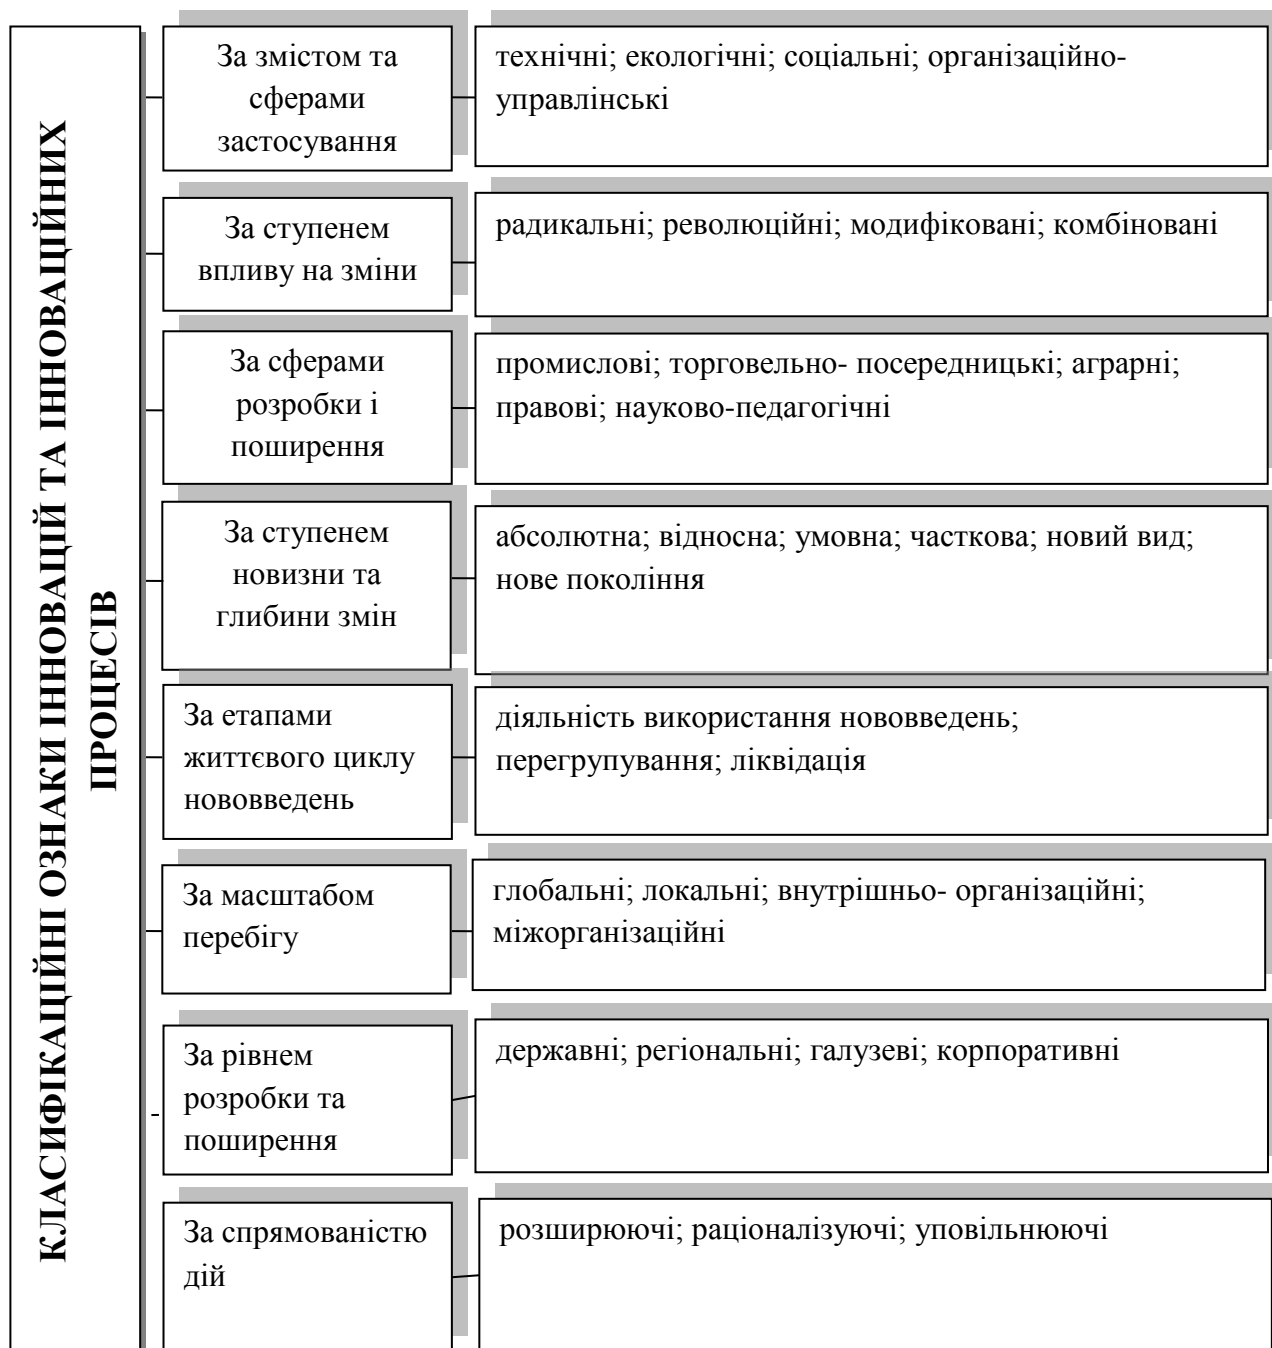 КЛАСИФІКАЦІЙНІ ОЗНАКИ ІННОВАЦІЙ ТА ІННОВАЦІЙНИХ
ПРОЦЕСІВ
За змістом та
сферами
застосування
технічні; екологічні; соціальні; організаційно-
управлінські
За ступенем
впливу на зміни
радикальні; революційні; модифіковані; комбіновані
За сферами
розробки і
поширення
промислові; торговельно- посередницькі; аграрні;
правові; науково-педагогічні
За ступенем
новизни та
глибини змін
абсолютна; відносна; умовна; часткова; новий вид;
нове покоління
За етапами
життєвого циклу
нововведень
діяльність використання нововведень;
перегрупування; ліквідація
За масштабом
перебігу
глобальні; локальні; внутрішньо- організаційні;
міжорганізаційні
За рівнем
розробки та
поширення
державні; регіональні; галузеві; корпоративні
За спрямованістю
дій
розширюючі; раціоналізуючі; уповільнюючі